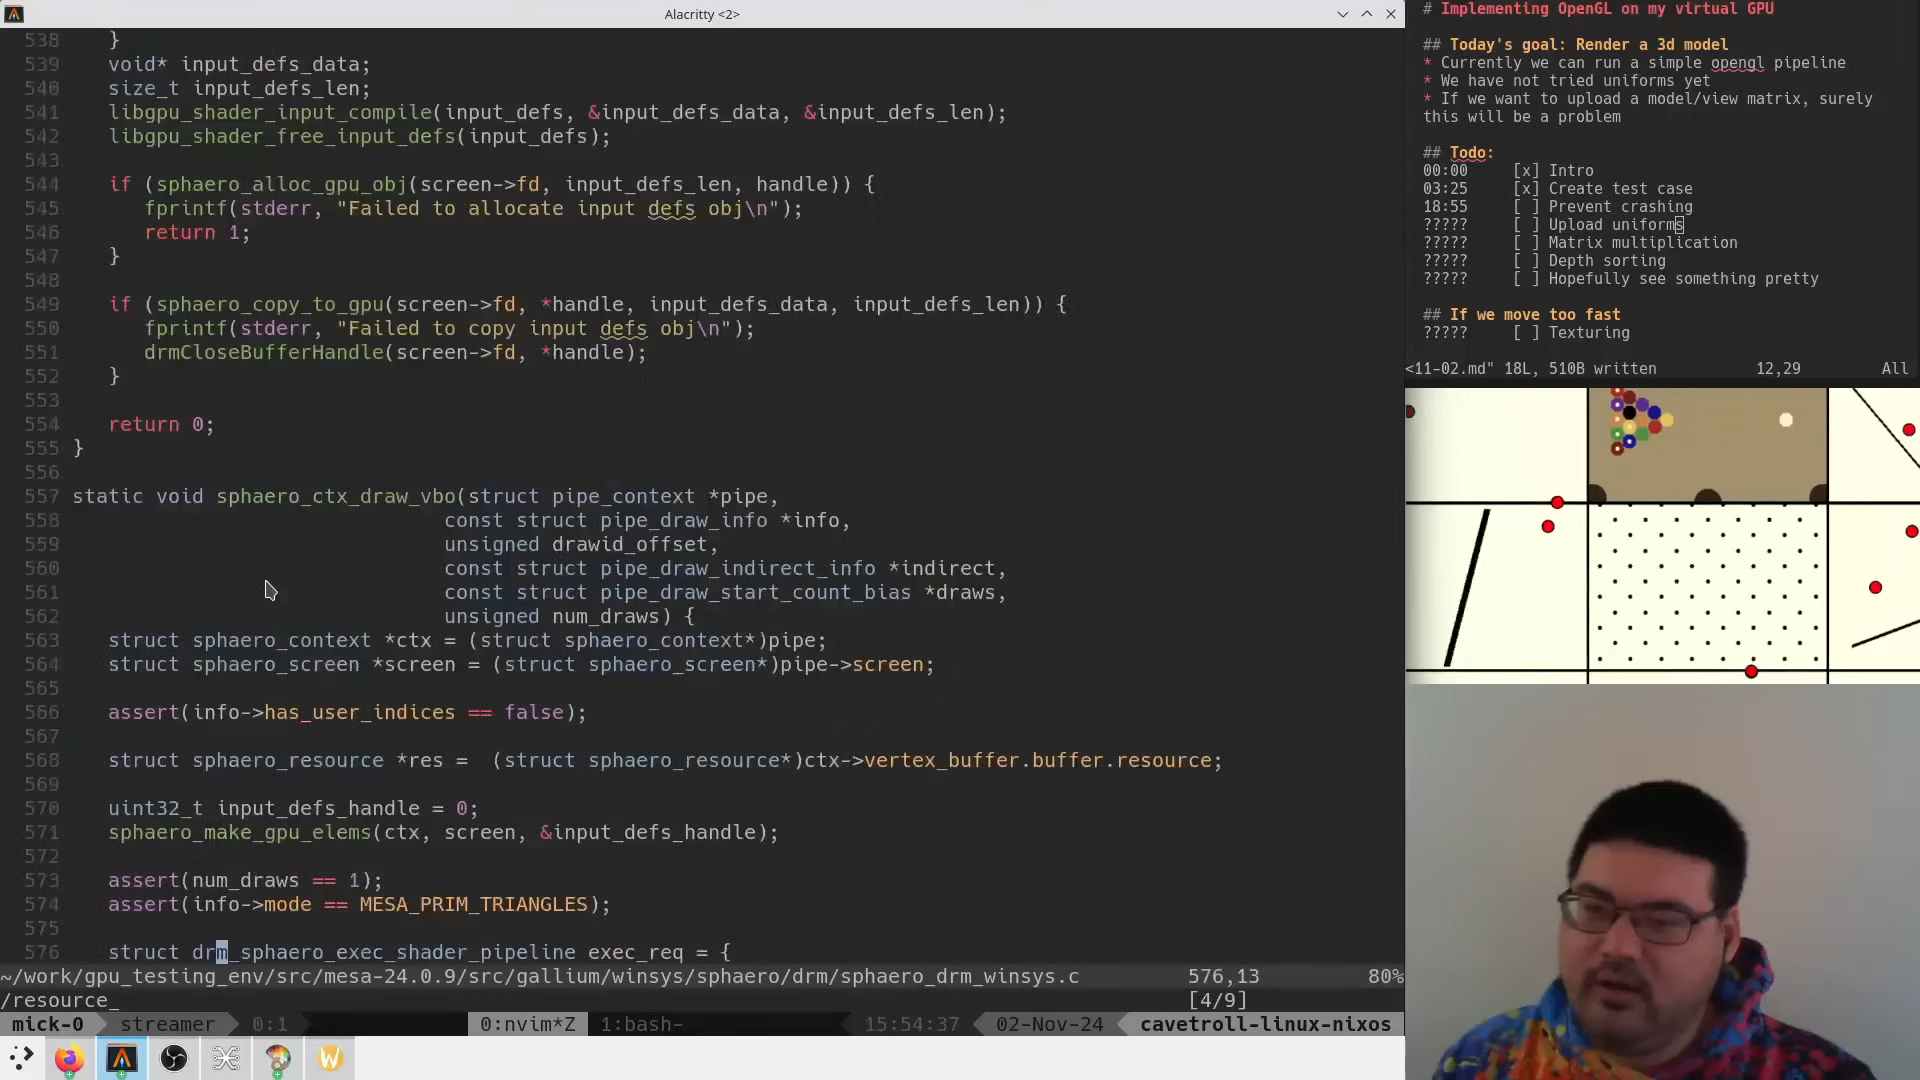 Alacritty <2>
538 }
539 void* input_defs_data;
540 size_t input_defs_len;
541 libgpu_shader_input_compile(input_defs, &input_defs_data, &input_defs_len);
542 libgpu_shader_free_input_defs(input_defs);
543
544 if (sphaero_alloc_gpu_obj(screen->fd, input_defs_len, handle)) {
545 fprintf(stderr, "Failed to allocate input defs obj\n");
546 return 1;
547 }
548
549 if (sphaero_copy_to_gpu(screen->fd, *handle, input_defs_data, input_defs_len)) {
550 fprintf(stderr, "Failed to copy input defs obj\n");
551 drmCloseBufferHandle(screen->fd, *handle);
552 }
553
554 return 0;
555 }
556
557 static void sphaero_ctx_draw_vbo(struct pipe_context *pipe,
558 const struct pipe_draw_info *info,
559 unsigned drawid_offset,
560 const struct pipe_draw_indirect_info *indirect,
561 const struct pipe_draw_start_count_bias *draws,
562 unsigned num_draws) {
563 struct sphaero_context *ctx = (struct sphaero_context*)pipe;
564 struct sphaero_screen *screen = (struct sphaero_screen*)pipe->screen;
565
566 assert(info->has_user_indices == false);
567
568 struct sphaero_resource *res =  (struct sphaero_resource*)ctx->vertex_buffer.buffer.resource;
569
570 uint32_t input_defs_handle = 0;
571 sphaero_make_gpu_elems(ctx, screen, &input_defs_handle);
572
573 assert(num_draws == 1);
574 assert(info->mode == MESA_PRIM_TRIANGLES);
575
576 struct drm_sphaero_exec_shader_pipeline exec_req = {
~/work/gpu_testing_env/src/mesa-24.0.9/src/gallium/winsys/sphaero/drm/sphaero_drm_winsys.c 576,13 80%
/resource_ [4/9]
mick-0 streamer 0:1 0:nvim*Z 1:bash- 15:54:37 02-Nov-24 cavetroll-linux-nixos
# Implementing OpenGL on my virtual GPU
## Today's goal: Render a 3d model
* Currently we can run a simple opengl pipeline
* We have not tried uniforms yet
* If we want to upload a model/view matrix, surely
this will be a problem
## Todo:
00:00 [x] Intro
03:25 [x] Create test case
18:55 [ ] Prevent crashing
????? [ ] Upload uniforms
????? [ ] Matrix multiplication
????? [ ] Depth sorting
????? [ ] Hopefully see something pretty
## If we move too fast
????? [ ] Texturing
<11-02.md" 18L, 510B written 12,29 All